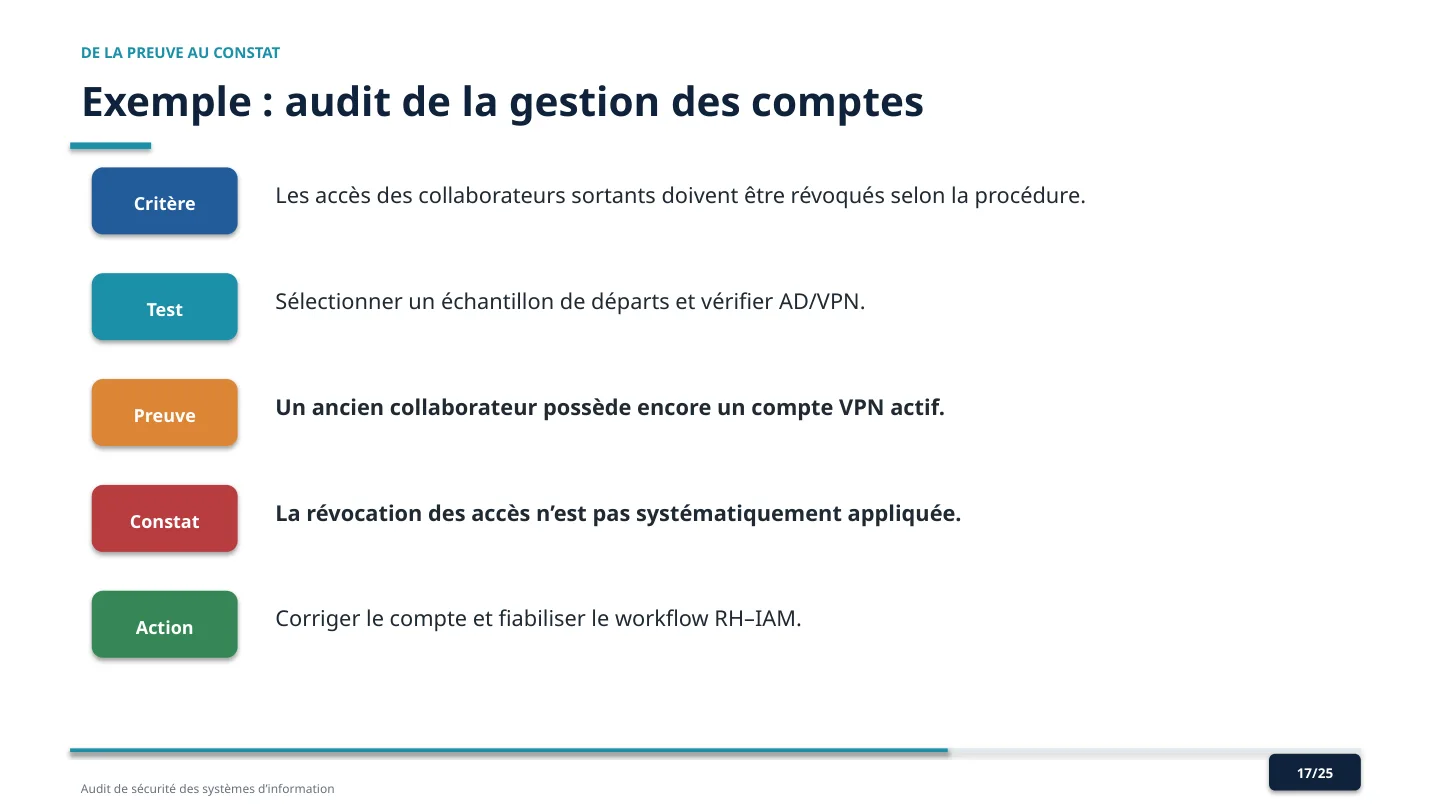 DE LA PREUVE AU CONSTAT
Exemple : audit de la gestion des comptes
Critère
Les accès des collaborateurs sortants doivent être révoqués selon la procédure.
Test
Sélectionner un échantillon de départs et vérifier AD/VPN.
Preuve
Un ancien collaborateur possède encore un compte VPN actif.
Constat
La révocation des accès n’est pas systématiquement appliquée.
Action
Corriger le compte et fiabiliser le workflow RH–IAM.
Audit de sécurité des systèmes d’information
17/25